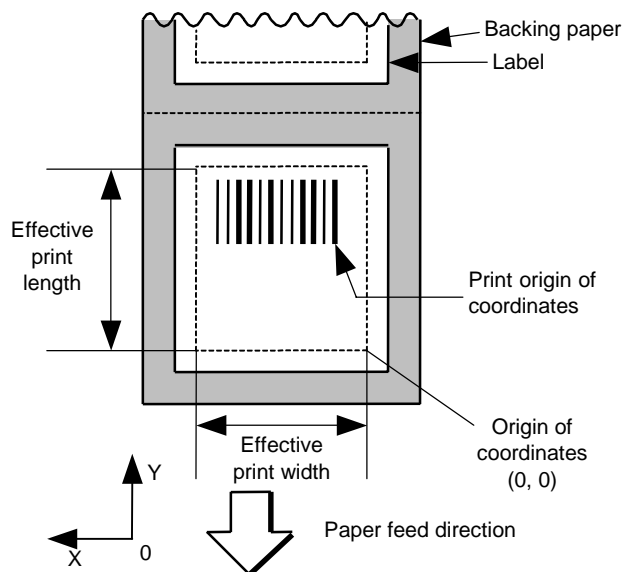 Backing paper
Label
Effective
print
length
Print origin of
coordinates
Origin of
coordinates
(0, 0)
Effective
print width
Y
X
0
Paper feed direction